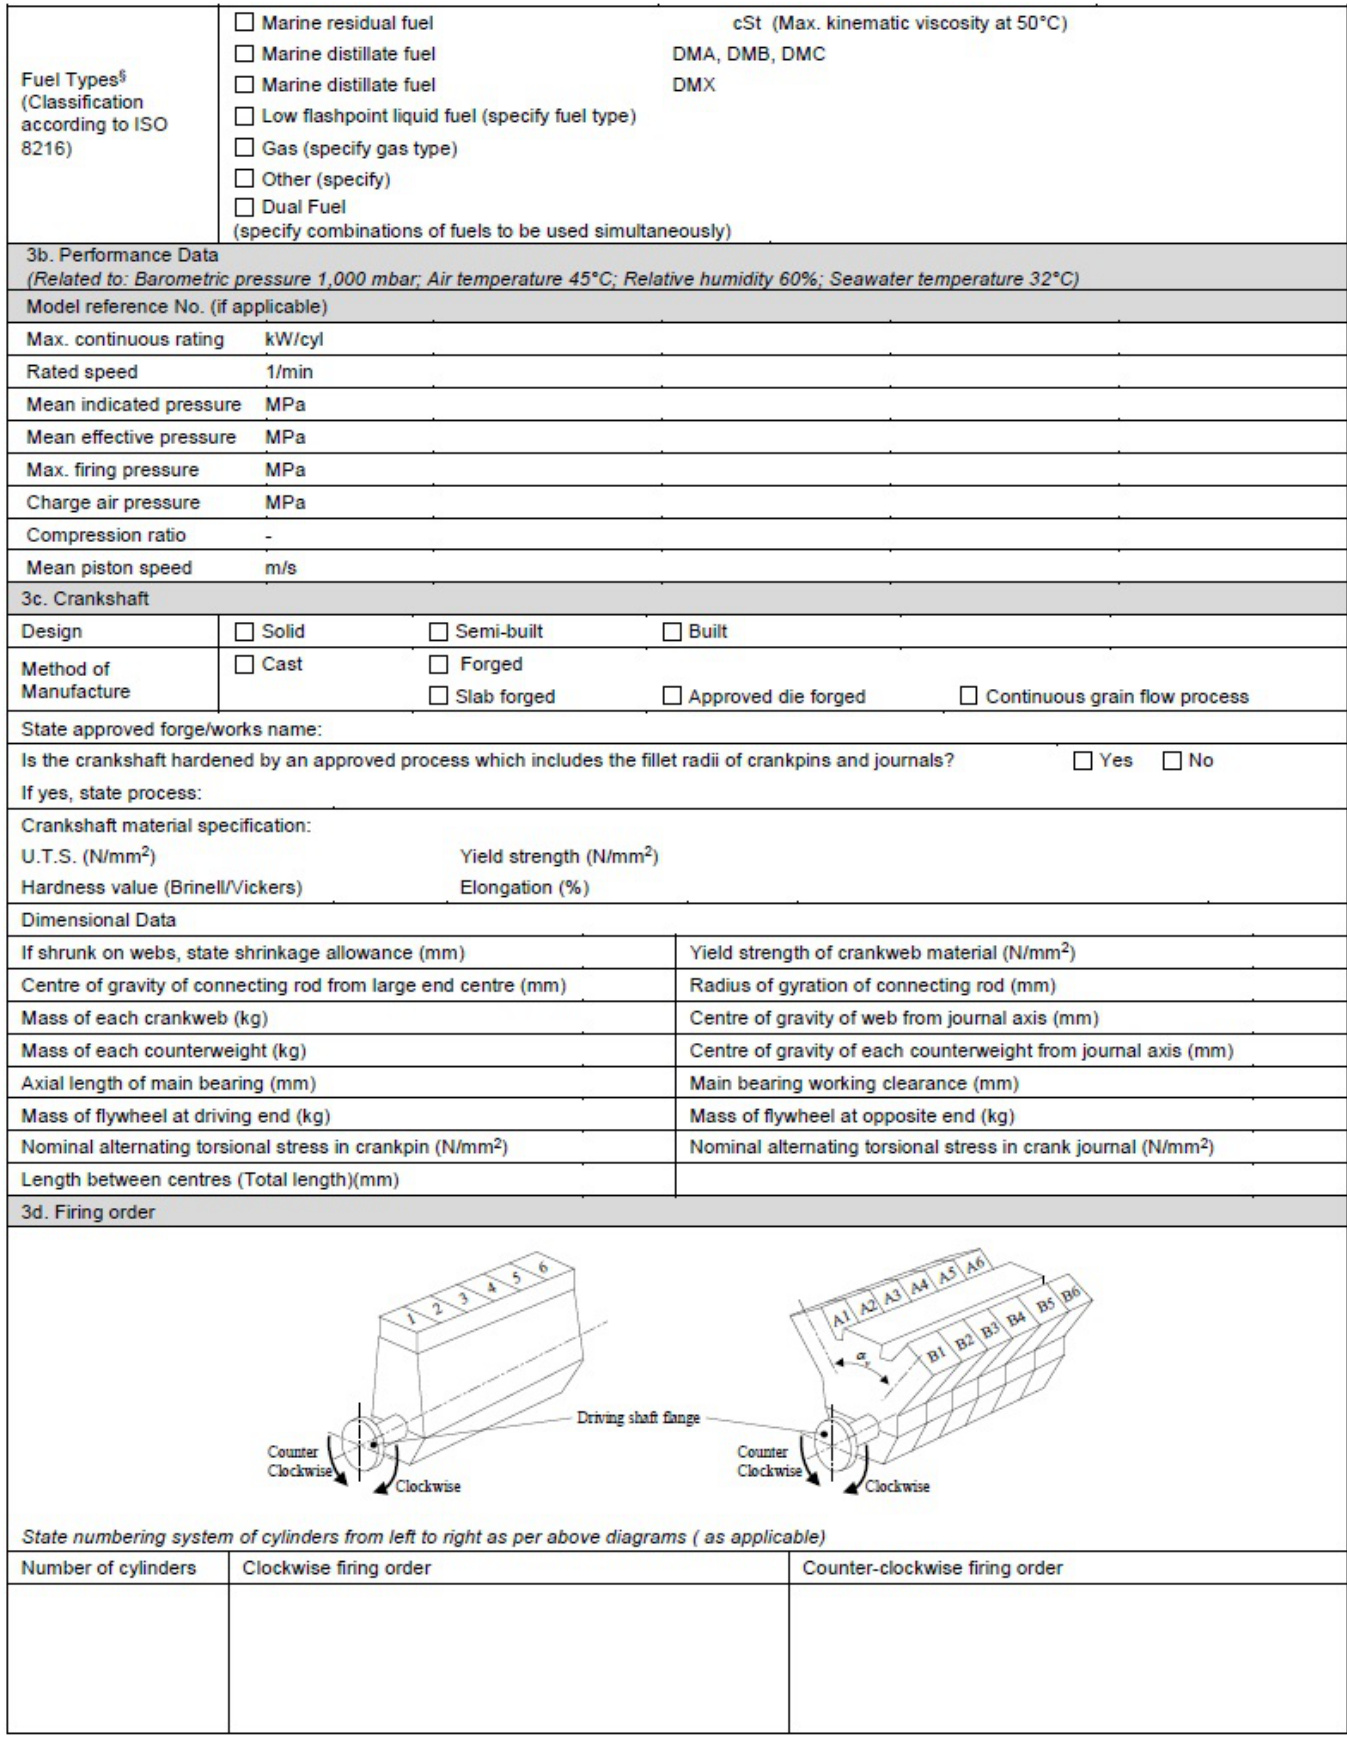 Marine residual fuel cSt (Max. kinematic viscosity at 50°C)
Marine distillate fuel DMA, DMB, DMC
Marine distillate fuel DMX
Low flashpoint liquid fuel (specify fuel type)
Gas (specify gas type)
Other (specify)
Dual Fuel
(specify combinations of fuels to be used simultaneously)
Fuel Types§
(Classification
according to ISO
8216)
3b. Performance Data
(Related to: Barometric pressure 1,000 mbar; Air temperature 45°C; Relative humidity 60%; Seawater temperature 32°C)
Model reference No. (if applicable)
Max. continuous rating kW/cyl
Rated speed 1/min
Mean indicated pressure MPa
Mean effective pressure MPa
Max. firing pressure MPa
Charge air pressure MPa
Compression ratio -
Mean piston speed m/s
3c. Crankshaft
Design Solid Semi-built Built
Method of
Manufacture
Cast Forged
Slab forged Approved die forged Continuous grain flow process
State approved forge/works name:
Is the crankshaft hardened by an approved process which includes the fillet radii of crankpins and journals? Yes No
If yes, state process:
Crankshaft material specification:
U.T.S. (N/mm²) Yield strength (N/mm²)
Hardness value (Brinell/Vickers) Elongation (%)
Dimensional Data
If shrunk on webs, state shrinkage allowance (mm) Yield strength of crankweb material (N/mm²)
Centre of gravity of connecting rod from large end centre (mm) Radius of gyration of connecting rod (mm)
Mass of each crankweb (kg) Centre of gravity of web from journal axis (mm)
Mass of each counterweight (kg) Centre of gravity of each counterweight from journal axis (mm)
Axial length of main bearing (mm) Main bearing working clearance (mm)
Mass of flywheel at driving end (kg) Mass of flywheel at opposite end (kg)
Nominal alternating torsional stress in crankpin (N/mm²) Nominal alternating torsional stress in crank journal (N/mm²)
Length between centres (Total length)(mm)
3d. Firing order
1 2 3 4 5 6
A1 A2 A3 A4 A5 A6
B1 B2 B3 B4 B5 B6
αv
Driving shaft flange
Counter
Clockwise
Clockwise
Counter
Clockwise
Clockwise
State numbering system of cylinders from left to right as per above diagrams ( as applicable)
Number of cylinders Clockwise firing order Counter-clockwise firing order